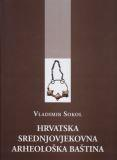 VLADIMIR SOKOL
HRVATSKA
SREDNJOVJEKOVNA
ARHEOLOŠKA BAŠTINA